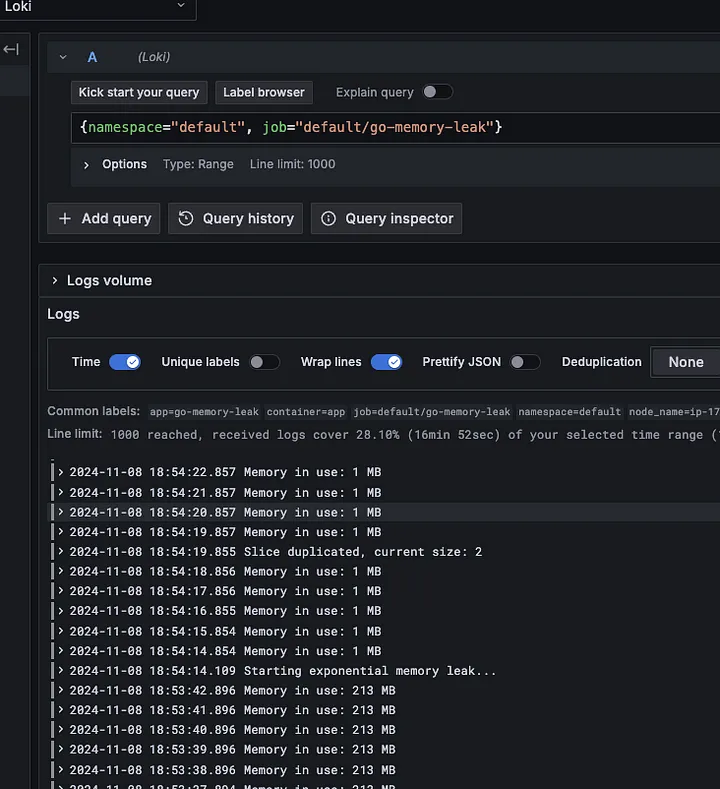 Loki
A (Loki)
Kick start your query Label browser Explain query
{namespace="default", job="default/go-memory-leak"}
Options Type: Range Line limit: 1000
+ Add query Query history Query inspector
Logs volume
Logs
Time Unique labels Wrap lines Prettify JSON Deduplication None
Common labels: app=go-memory-leak container=app job=default/go-memory-leak namespace=default node_name=ip-17
Line limit: 1000 reached, received logs cover 28.10% (16min 52sec) of your selected time range (
> 2024-11-08 18:54:22.857 Memory in use: 1 MB
> 2024-11-08 18:54:21.857 Memory in use: 1 MB
> 2024-11-08 18:54:20.857 Memory in use: 1 MB
> 2024-11-08 18:54:19.857 Memory in use: 1 MB
> 2024-11-08 18:54:19.855 Slice duplicated, current size: 2
> 2024-11-08 18:54:18.856 Memory in use: 1 MB
> 2024-11-08 18:54:17.856 Memory in use: 1 MB
> 2024-11-08 18:54:16.855 Memory in use: 1 MB
> 2024-11-08 18:54:15.854 Memory in use: 1 MB
> 2024-11-08 18:54:14.854 Memory in use: 1 MB
> 2024-11-08 18:54:14.109 Starting exponential memory leak...
> 2024-11-08 18:53:42.896 Memory in use: 213 MB
> 2024-11-08 18:53:41.896 Memory in use: 213 MB
> 2024-11-08 18:53:40.896 Memory in use: 213 MB
> 2024-11-08 18:53:39.896 Memory in use: 213 MB
> 2024-11-08 18:53:38.896 Memory in use: 213 MB
> 2024-11-08 18:53:37.894 Memory in use: 213 MB